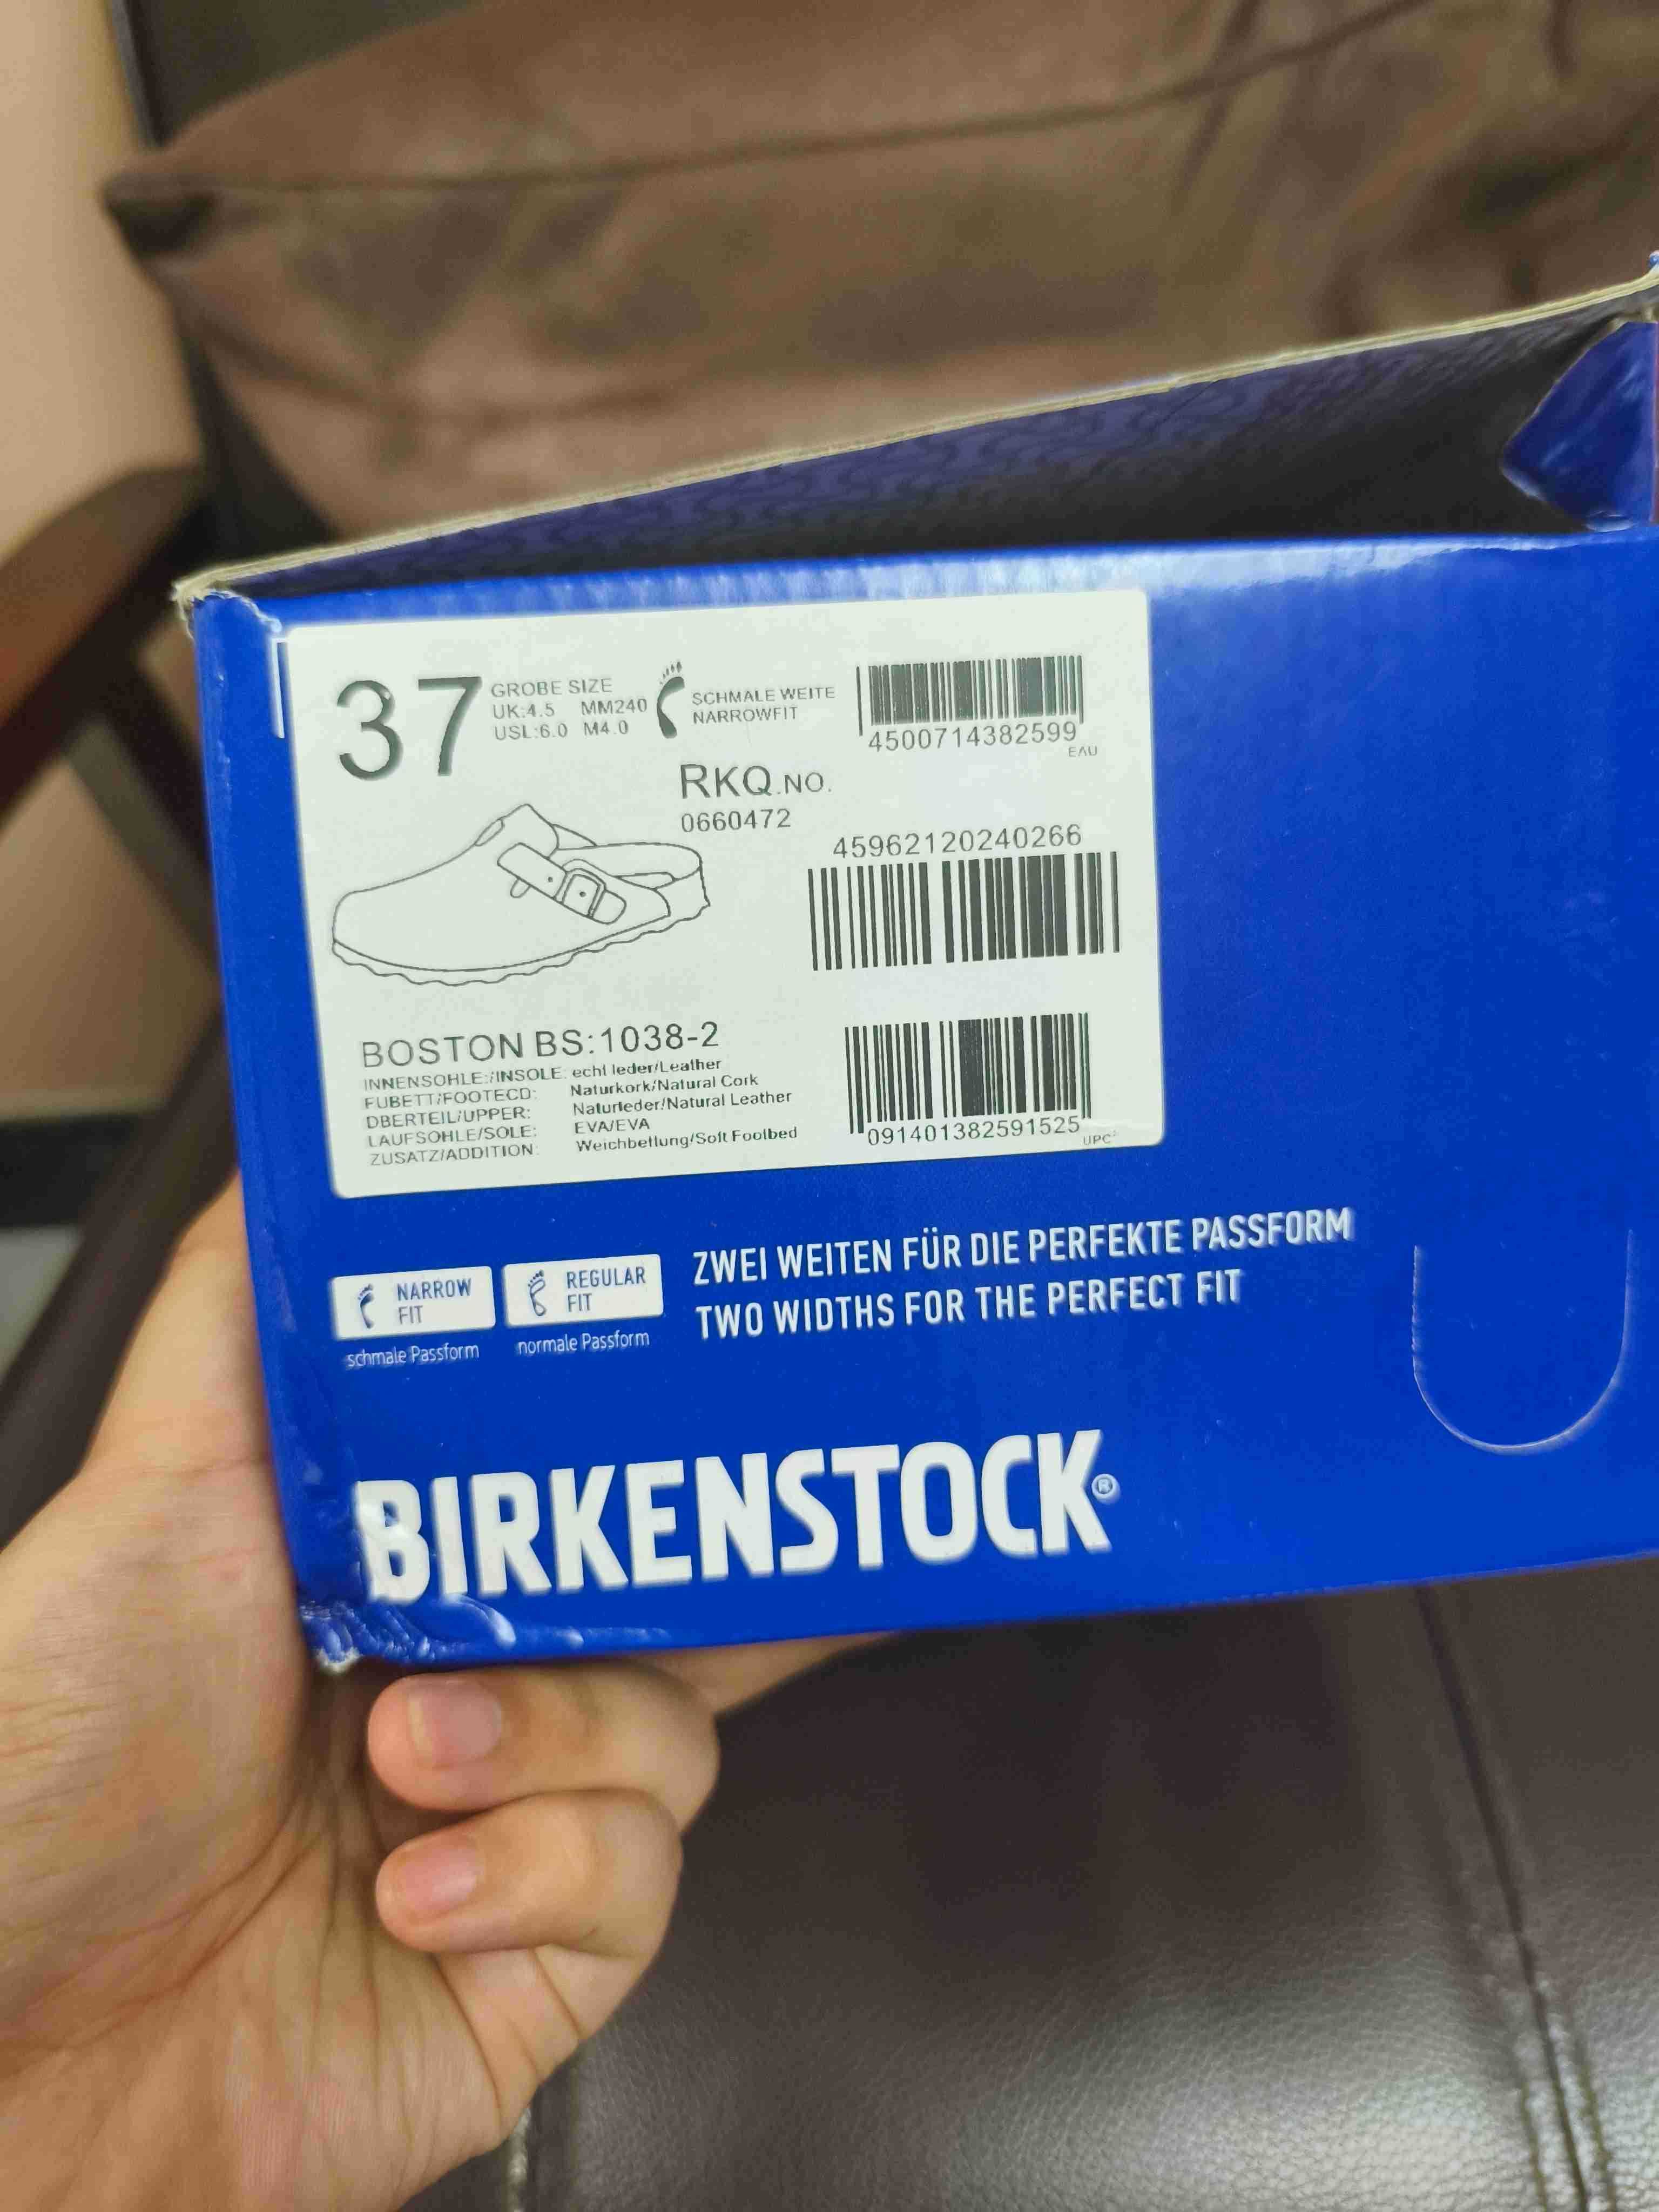 37
GROBE SIZE
UK:4.5 MM240
USL:6.0 M4.0
SCHMALE WEITE
NARROWFIT
4500714382599
EAU
RKQ.NO.
0660472
45962120240266
BOSTON BS:1038-2
INNENSOHLE:/INSOLE: echt leder/Leather
FUBETT/FOOTECD: Naturkork/Natural Cork
DBERTEIL/UPPER: Naturleder/Natural Leather
LAUFSOHLE/SOLE: EVA/EVA
ZUSATZ/ADDITION: Weichbetlung/Soft Foolbed
091401382591525
UPC
NARROW
FIT
schmale Passform
REGULAR
FIT
normale Passform
ZWEI WEITEN FÜR DIE PERFEKTE PASSFORM
TWO WIDTHS FOR THE PERFECT FIT
BIRKENSTOCK®